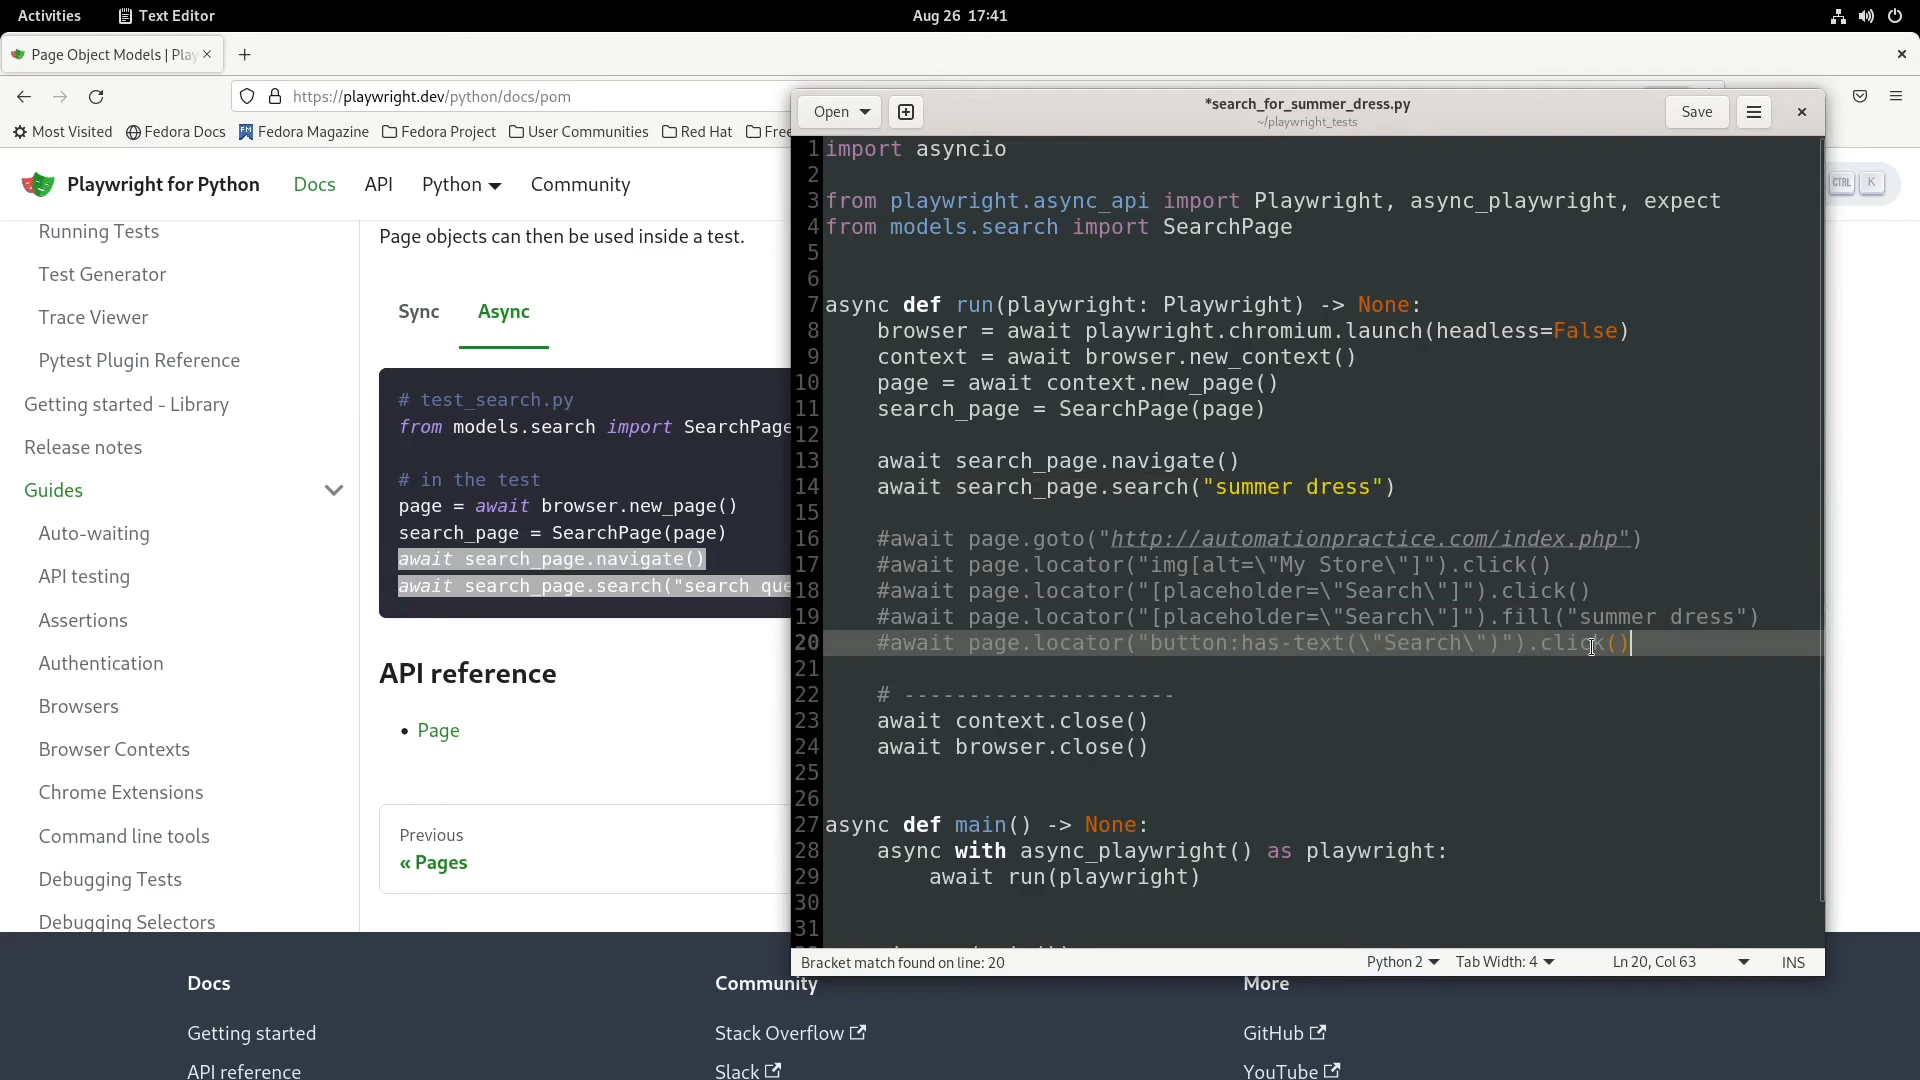 Activities
Text Editor
Aug 26 17:41
Page Object Models | Play
https://playwright.dev/python/docs/pom
Most Visited
Fedora Docs
Fedora Magazine
Fedora Project
User Communities
Red Hat
Free
Playwright for Python
Docs
API
Python
Community
CTRL
K
Running Tests
Test Generator
Trace Viewer
Pytest Plugin Reference
Getting started - Library
Release notes
Guides
Auto-waiting
API testing
Assertions
Authentication
Browsers
Browser Contexts
Chrome Extensions
Command line tools
Debugging Tests
Debugging Selectors
Page objects can then be used inside a test.
Sync
Async
# test_search.py
from models.search import SearchPage
# in the test
page = await browser.new_page()
search_page = SearchPage(page)
await search_page.navigate()
await search_page.search("search que
API reference
Page
Previous
« Pages
Open
*search_for_summer_dress.py
~/playwright_tests
Save
1 import asyncio
2
3 from playwright.async_api import Playwright, async_playwright, expect
4 from models.search import SearchPage
5
6
7 async def run(playwright: Playwright) -> None:
8     browser = await playwright.chromium.launch(headless=False)
9     context = await browser.new_context()
10     page = await context.new_page()
11     search_page = SearchPage(page)
12
13     await search_page.navigate()
14     await search_page.search("summer dress")
15
16     #await page.goto("http://automationpractice.com/index.php")
17     #await page.locator("img[alt=\"My Store\"]").click()
18     #await page.locator("[placeholder=\"Search\"]").click()
19     #await page.locator("[placeholder=\"Search\"]").fill("summer dress")
20     #await page.locator("button:has-text(\"Search\")").click()
21
22     # ---------------------
23     await context.close()
24     await browser.close()
25
26
27 async def main() -> None:
28     async with async_playwright() as playwright:
29         await run(playwright)
30
31
Bracket match found on line: 20
Python 2
Tab Width: 4
Ln 20, Col 63
INS
Docs
Getting started
API reference
Community
Stack Overflow
Slack
More
GitHub
YouTube